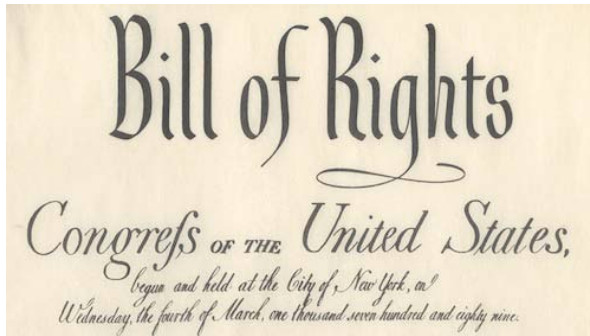 Bill of Rights
Congreſs OF THE United States,
begun and held at the City of New York, on
Wednesday, the fourth of March, one thousand seven hundred and eighty nine.